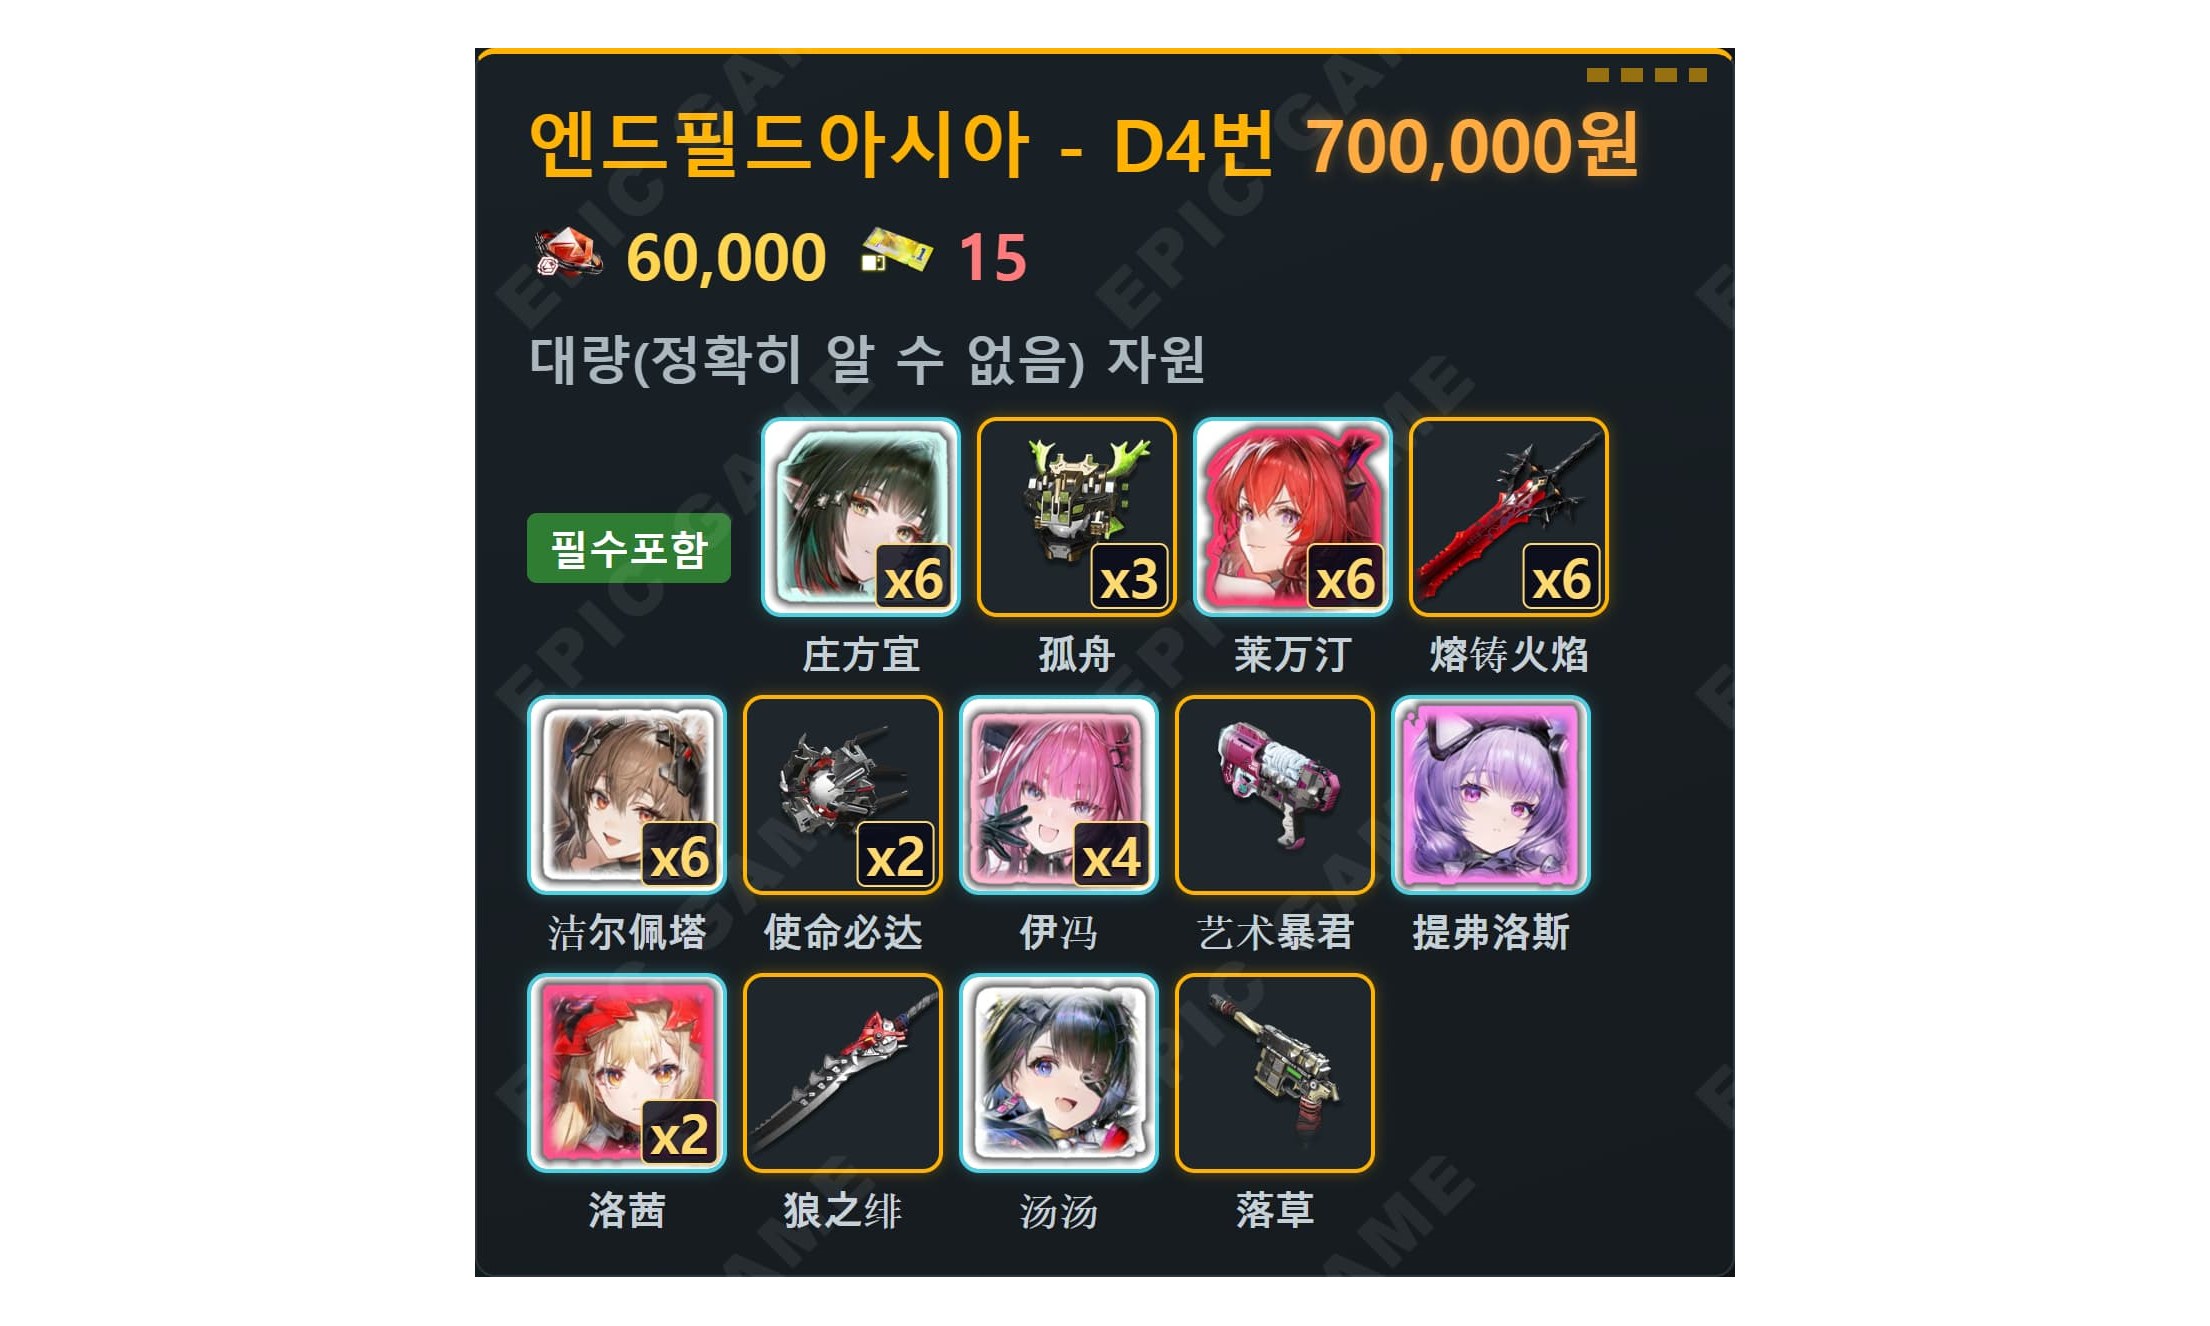 엔드필드아시아 - D4번 700,000원
60,000 15
대량(정확히 알 수 없음) 자원
필수포함
x6 x3 x6 x6
庄方宜 孤舟 莱万汀 熔铸火焰
x6 x2 x4
洁尔佩塔 使命必达 伊冯 艺术暴君 提弗洛斯
x2
洛茜 狼之绯 汤汤 落草
EPIC GAME